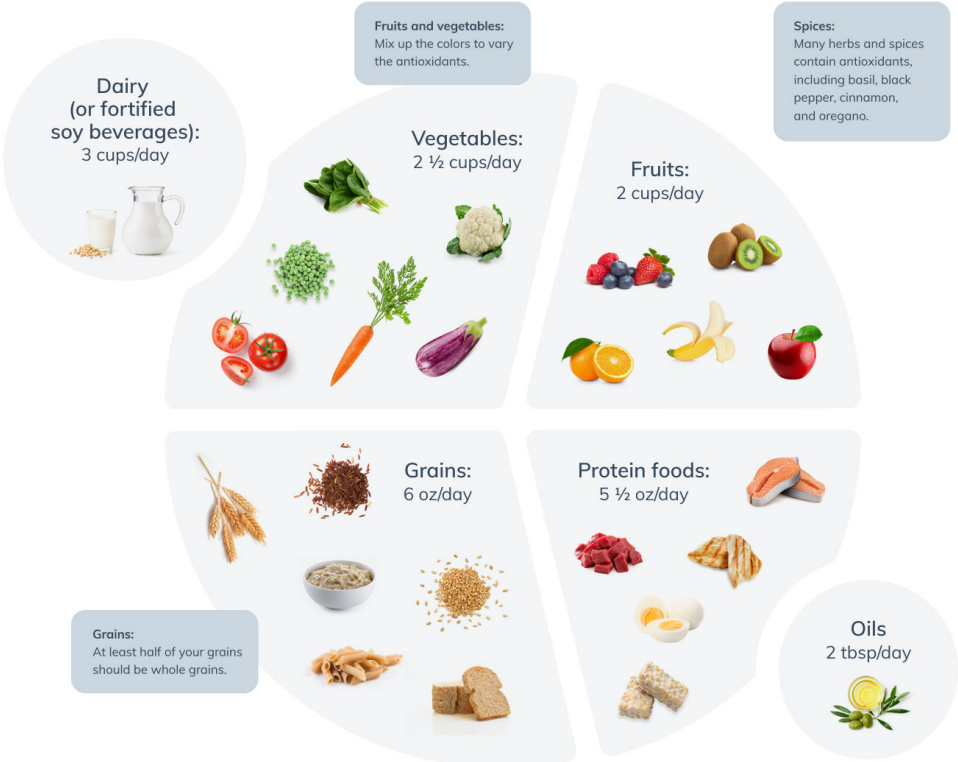 Fruits and vegetables:
Mix up the colors to vary
the antioxidants.
Spices:
Many herbs and spices
contain antioxidants,
including basil, black
pepper, cinnamon,
and oregano.
Dairy
(or fortified
soy beverages):
3 cups/day
Vegetables:
2 ½ cups/day
Fruits:
2 cups/day
Grains:
6 oz/day
Protein foods:
5 ½ oz/day
Grains:
At least half of your grains
should be whole grains.
Oils
2 tbsp/day